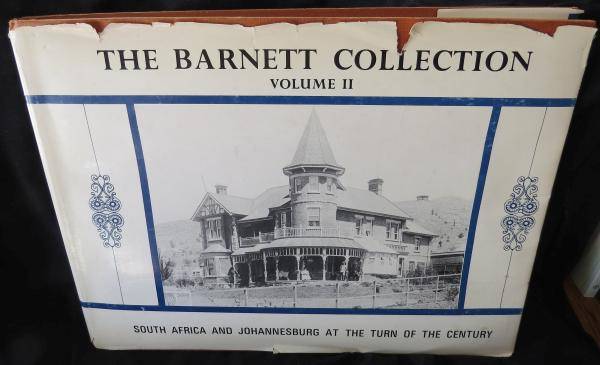 THE BARNETT COLLECTION
VOLUME II
SOUTH AFRICA AND JOHANNESBURG AT THE TURN OF THE CENTURY